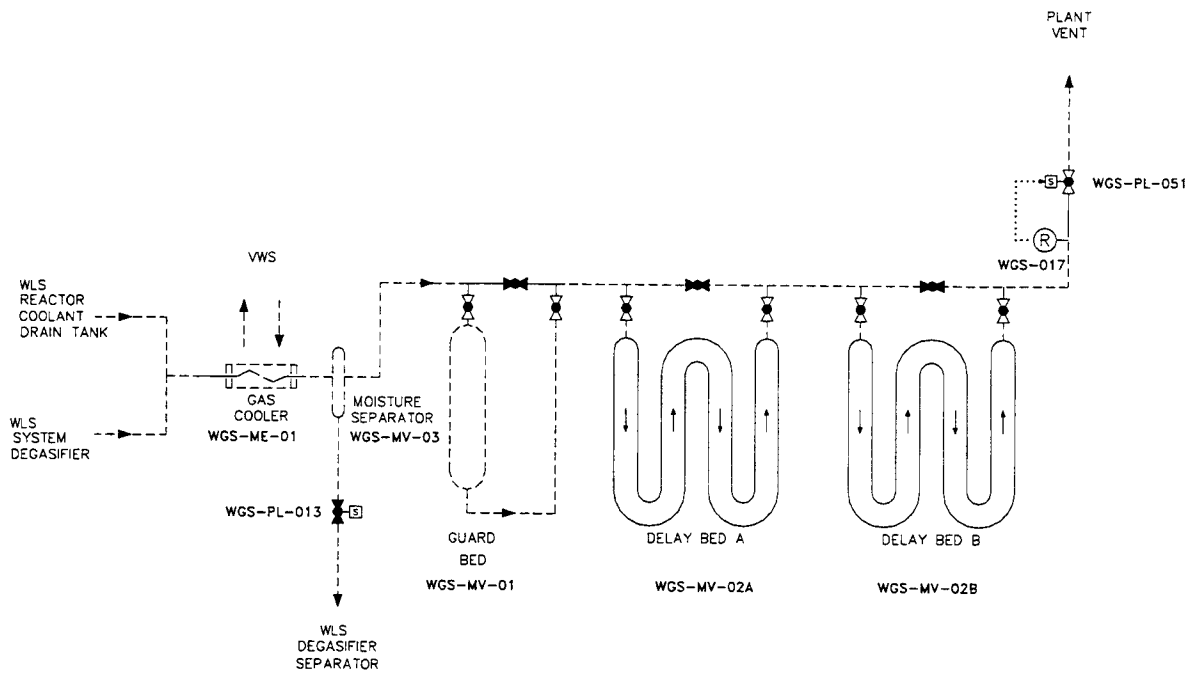 PLANT
VENT
S
WGS-PL-051
R
WGS-017
VWS
WLS
REACTOR
COOLANT
DRAIN TANK
GAS
COOLER
WGS-ME-01
MOISTURE
SEPARATOR
WGS-MV-03
WLS
SYSTEM
DEGASIFIER
WGS-PL-013
S
GUARD
BED
WGS-MV-01
DELAY BED A
WGS-MV-02A
DELAY BED B
WGS-MV-02B
WLS
DEGASIFIER
SEPARATOR